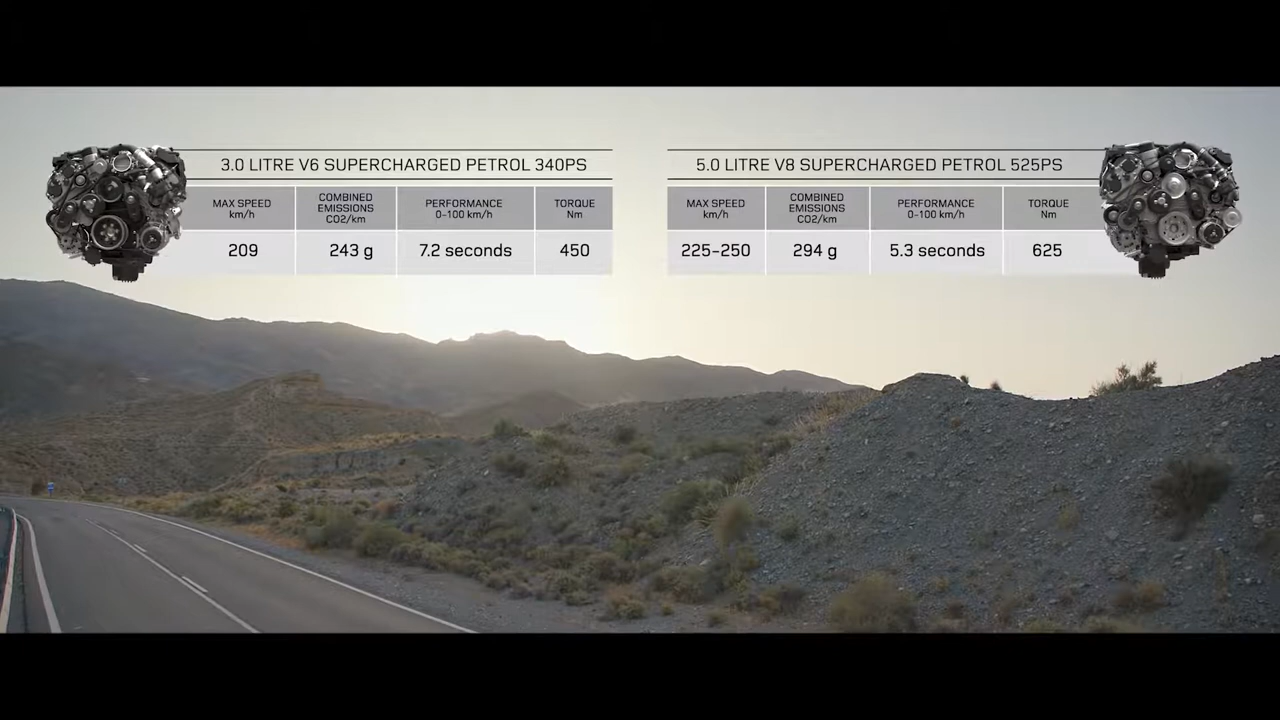 3.0 LITRE V6 SUPERCHARGED PETROL 340PS
MAX SPEED
km/h
COMBINED
EMISSIONS
CO2/km
PERFORMANCE
0-100 km/h
TORQUE
Nm
209
243 g
7.2 seconds
450
5.0 LITRE V8 SUPERCHARGED PETROL 525PS
MAX SPEED
km/h
COMBINED
EMISSIONS
CO2/km
PERFORMANCE
0-100 km/h
TORQUE
Nm
225-250
294 g
5.3 seconds
625